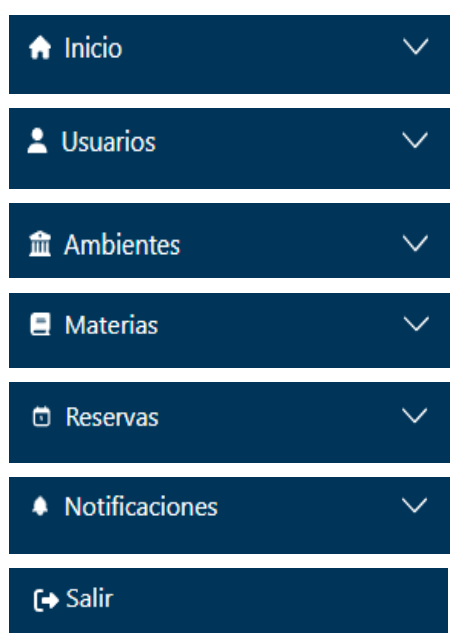 Inicio
Usuarios
Ambientes
Materias
Reservas
Notificaciones
Salir